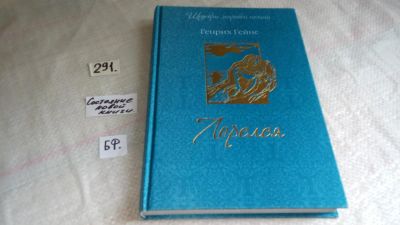 291.
Состояние
новой
книги.
БФ.
Шедевры мировой поэзии
Генрих Гейне
Лорелея